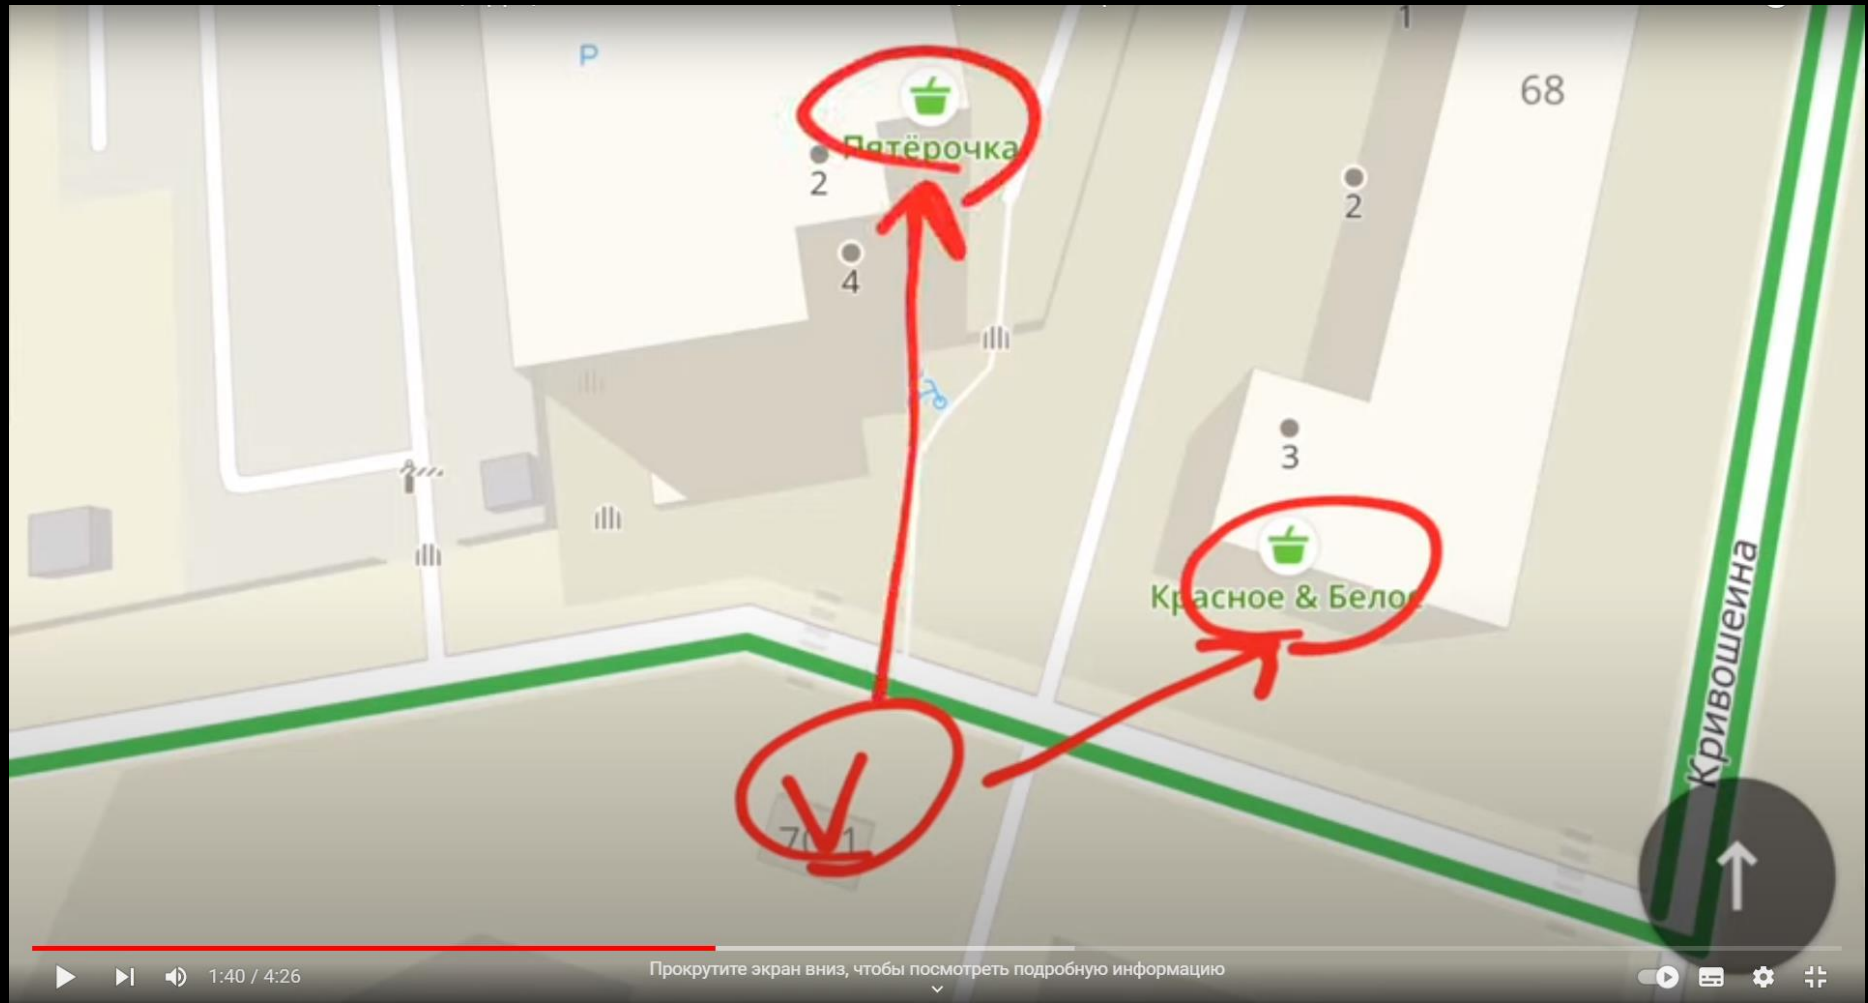 P
1
68
Пятёрочка
2
2
4
3
Красное & Белое
Кривошеина
1:40 / 4:26
Прокрутите экран вниз, чтобы посмотреть подробную информацию